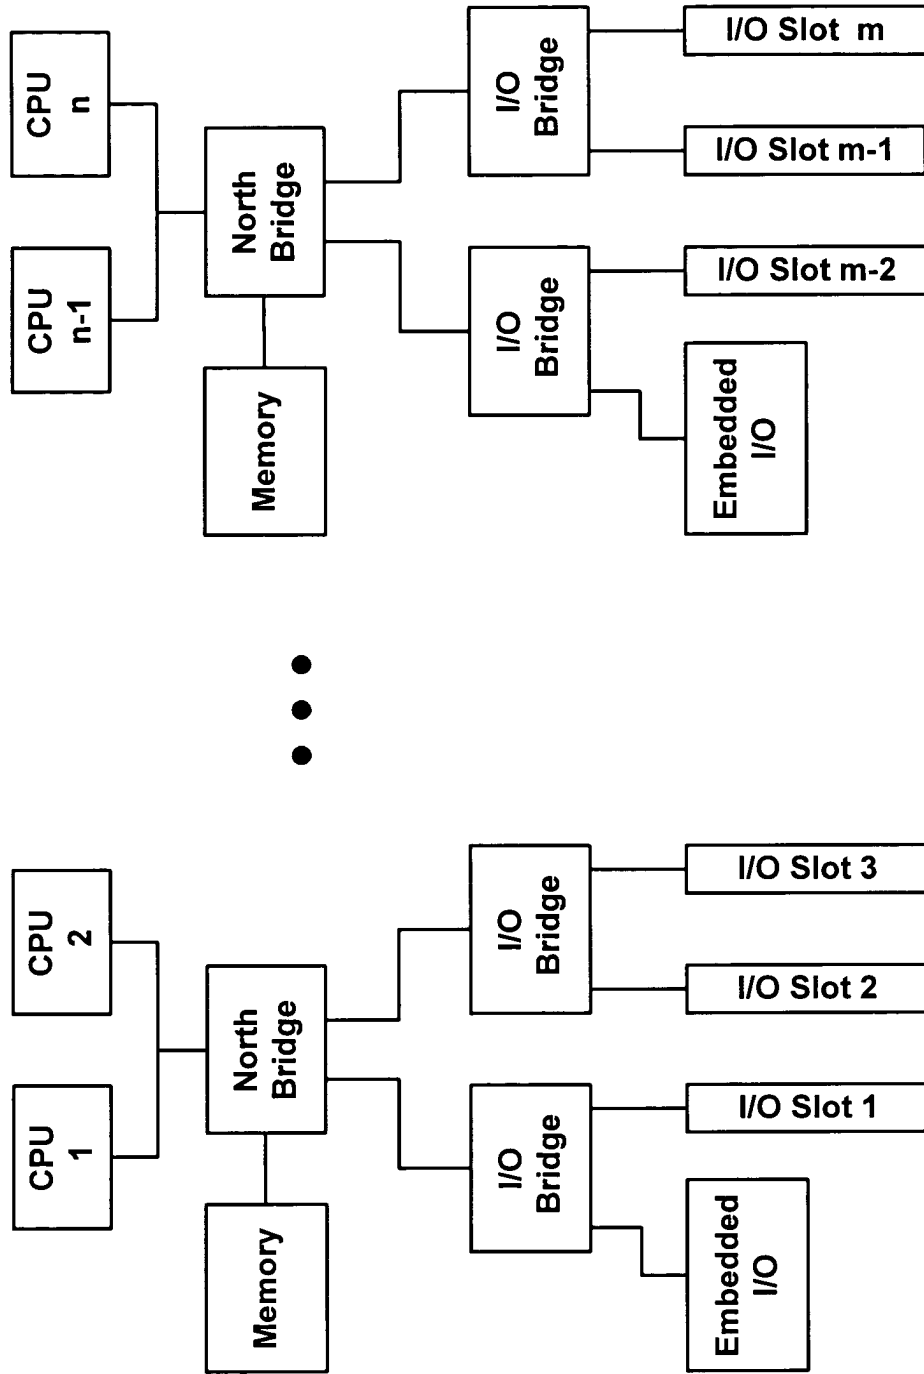 CPU
1
CPU
2
North
Bridge
Memory
I/O
Bridge
I/O
Bridge
Embedded
I/O
I/O Slot 1
I/O Slot 2
I/O Slot 3
CPU
n-1
CPU
n
North
Bridge
Memory
I/O
Bridge
I/O
Bridge
Embedded
I/O
I/O Slot m-2
I/O Slot m-1
I/O Slot m